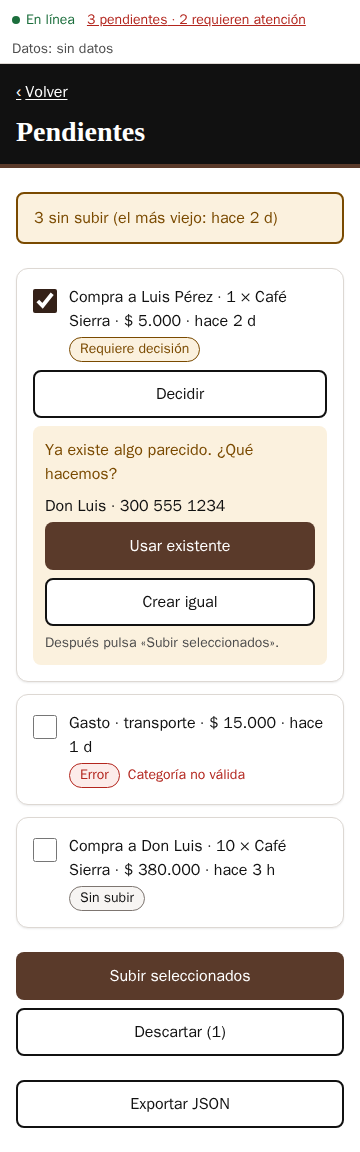 En línea 3 pendientes · 2 requieren atención
Datos: sin datos
‹ Volver
Pendientes
3 sin subir (el más viejo: hace 2 d)
Compra a Luis Pérez · 1 × Café
Sierra · $ 5.000 · hace 2 d
Requiere decisión
Decidir
Ya existe algo parecido. ¿Qué
hacemos?
Don Luis · 300 555 1234
Usar existente
Crear igual
Después pulsa «Subir seleccionados».
Gasto · transporte · $ 15.000 · hace
1 d
Error Categoría no válida
Compra a Don Luis · 10 × Café
Sierra · $ 380.000 · hace 3 h
Sin subir
Subir seleccionados
Descartar (1)
Exportar JSON